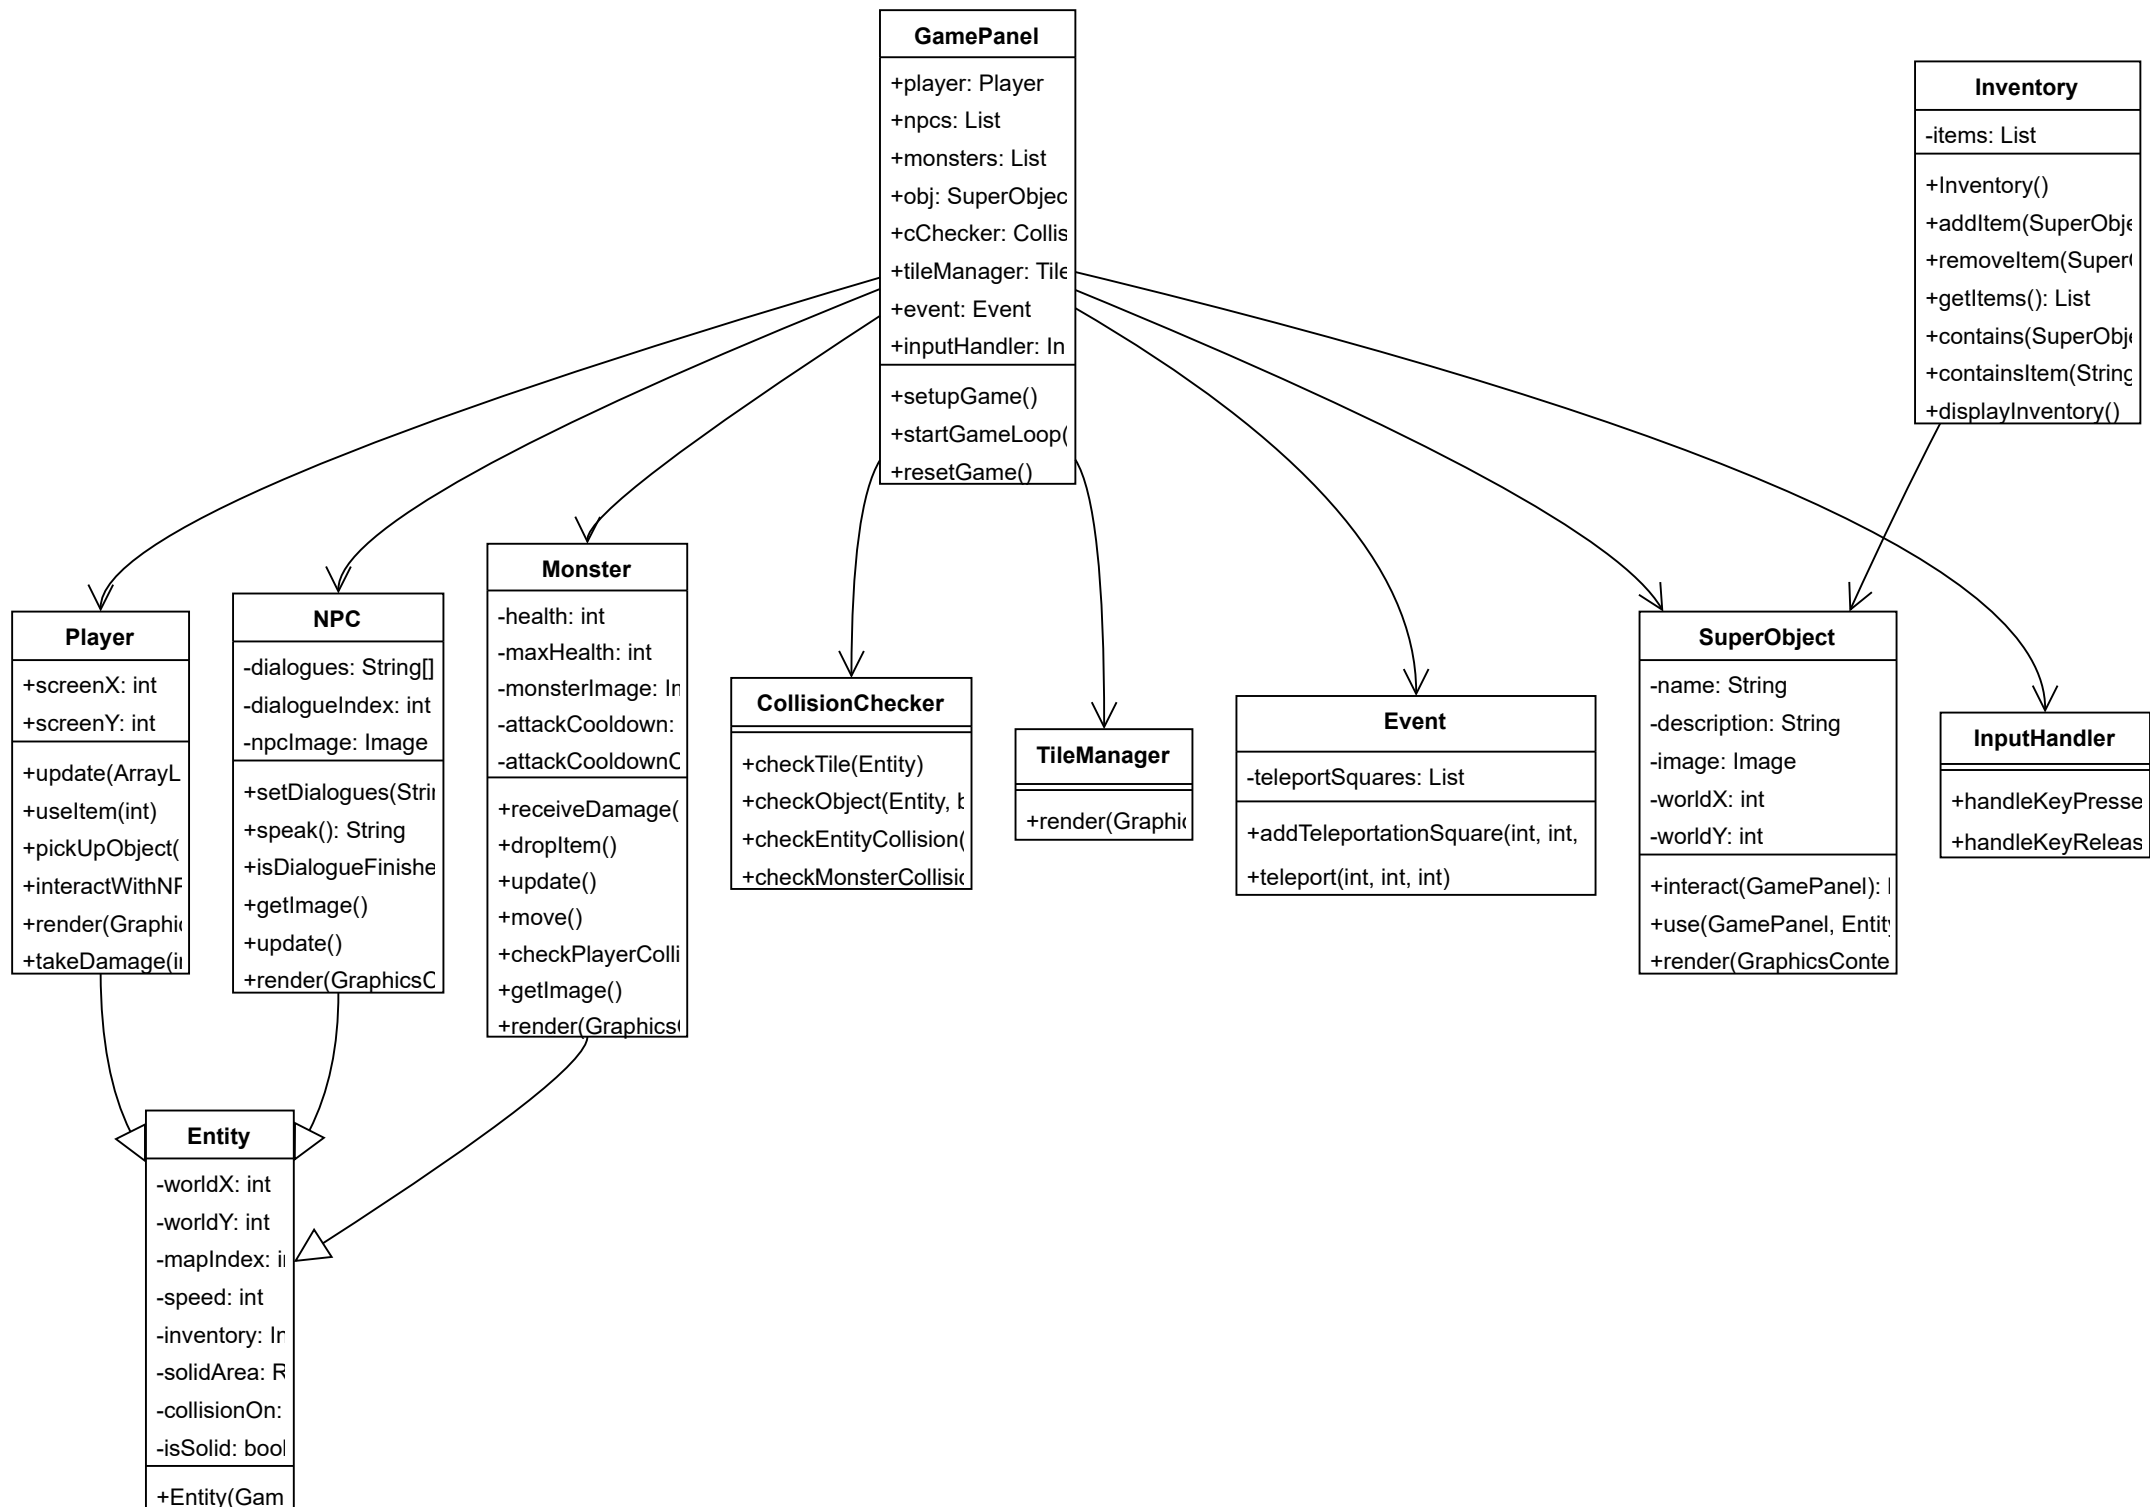 GamePanel
+player: Player
+npcs: List
+monsters: List
+obj: SuperObjec
+cChecker: Collis
+tileManager: Tile
+event: Event
+inputHandler: In
+setupGame()
+startGameLoop(
+resetGame()
Inventory
-items: List
+Inventory()
+addItem(SuperObje
+removeItem(Super
+getItems(): List
+contains(SuperObje
+containsItem(String
+displayInventory()
Player
+screenX: int
+screenY: int
+update(ArrayL
+useItem(int)
+pickUpObject(
+interactWithNP
+render(Graphic
+takeDamage(in
NPC
-dialogues: String[]
-dialogueIndex: int
-npcImage: Image
+setDialogues(Strin
+speak(): String
+isDialogueFinishe
+getImage()
+update()
+render(GraphicsC
Monster
-health: int
-maxHealth: int
-monsterImage: Im
-attackCooldown:
-attackCooldownC
+receiveDamage(
+dropItem()
+update()
+move()
+checkPlayerColli
+getImage()
+render(Graphics
CollisionChecker
+checkTile(Entity)
+checkObject(Entity, b
+checkEntityCollision(
+checkMonsterCollisio
TileManager
+render(Graphic
Event
-teleportSquares: List
+addTeleportationSquare(int, int,
+teleport(int, int, int)
SuperObject
-name: String
-description: String
-image: Image
-worldX: int
-worldY: int
+interact(GamePanel):
+use(GamePanel, Entity
+render(GraphicsConte
InputHandler
+handleKeyPresse
+handleKeyReleas
Entity
-worldX: int
-worldY: int
-mapIndex: in
-speed: int
-inventory: In
-solidArea: R
-collisionOn:
-isSolid: bool
+Entity(Gam